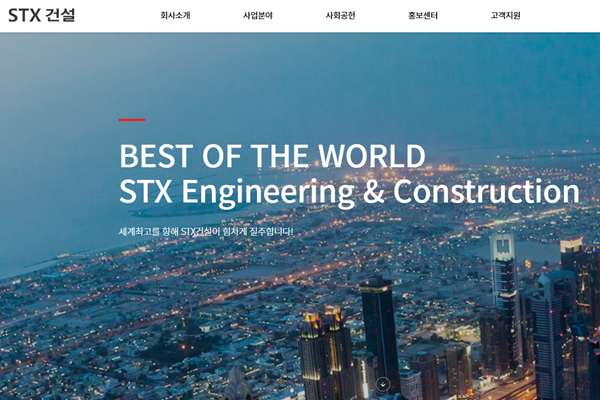 STX 건설
회사소개 사업분야 사회공헌 홍보센터 고객지원
BEST OF THE WORLD
STX Engineering & Construction
세계최고를 향해 STX건설이 힘차게 질주합니다!